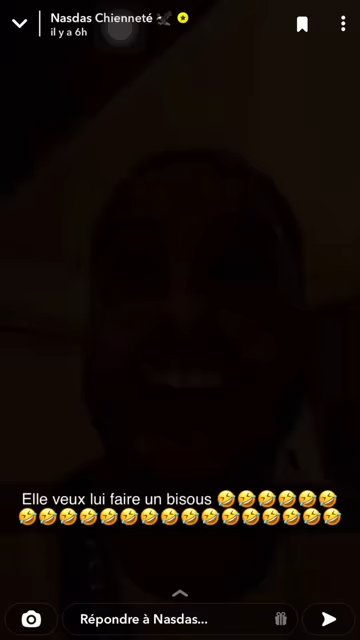 Nasdas Chienneté
il y a 6h
Elle veux lui faire un bisous 🤣🤣🤣🤣🤣🤣
🤣🤣🤣🤣🤣🤣🤣🤣🤣🤣🤣🤣🤣🤣🤣🤣
Répondre à Nasdas...